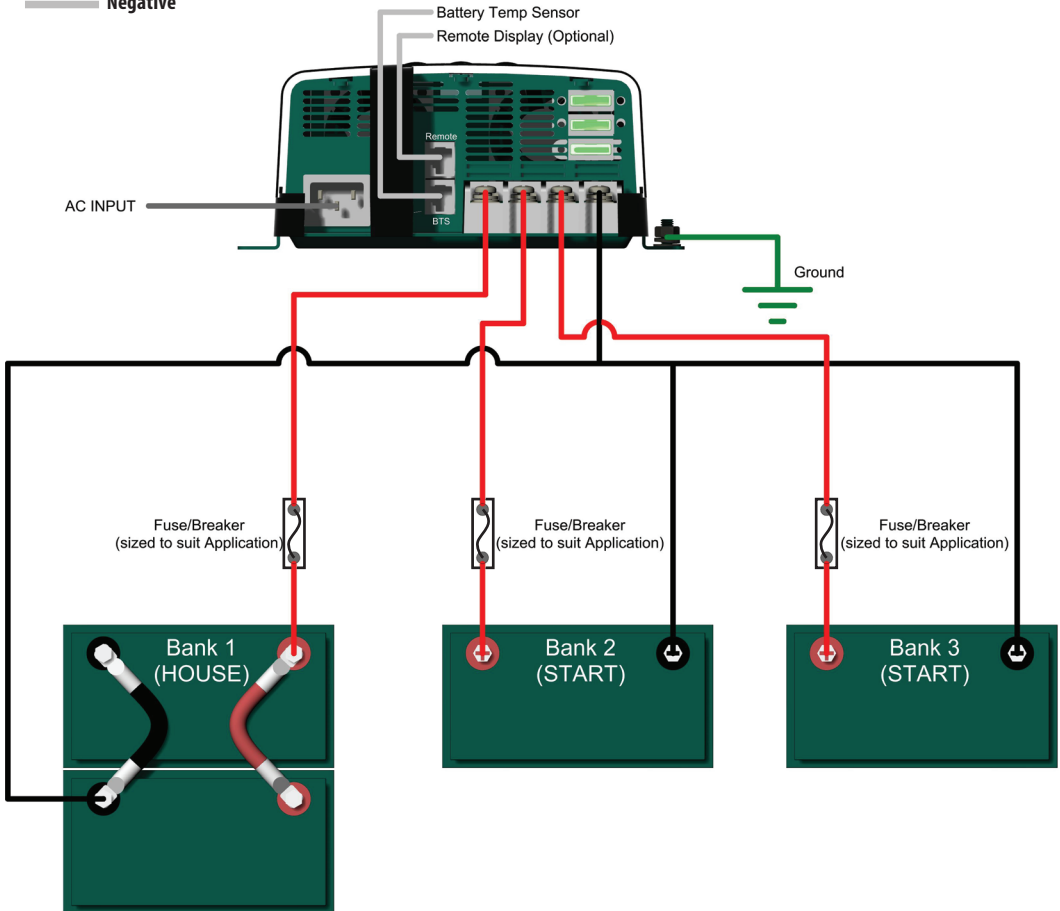 Negative
Battery Temp Sensor
Remote Display (Optional)
Remote
AC INPUT
BTS
Ground
Fuse/Breaker
(sized to suit Application)
Fuse/Breaker
(sized to suit Application)
Fuse/Breaker
(sized to suit Application)
Bank 1
(HOUSE)
Bank 2
(START)
Bank 3
(START)